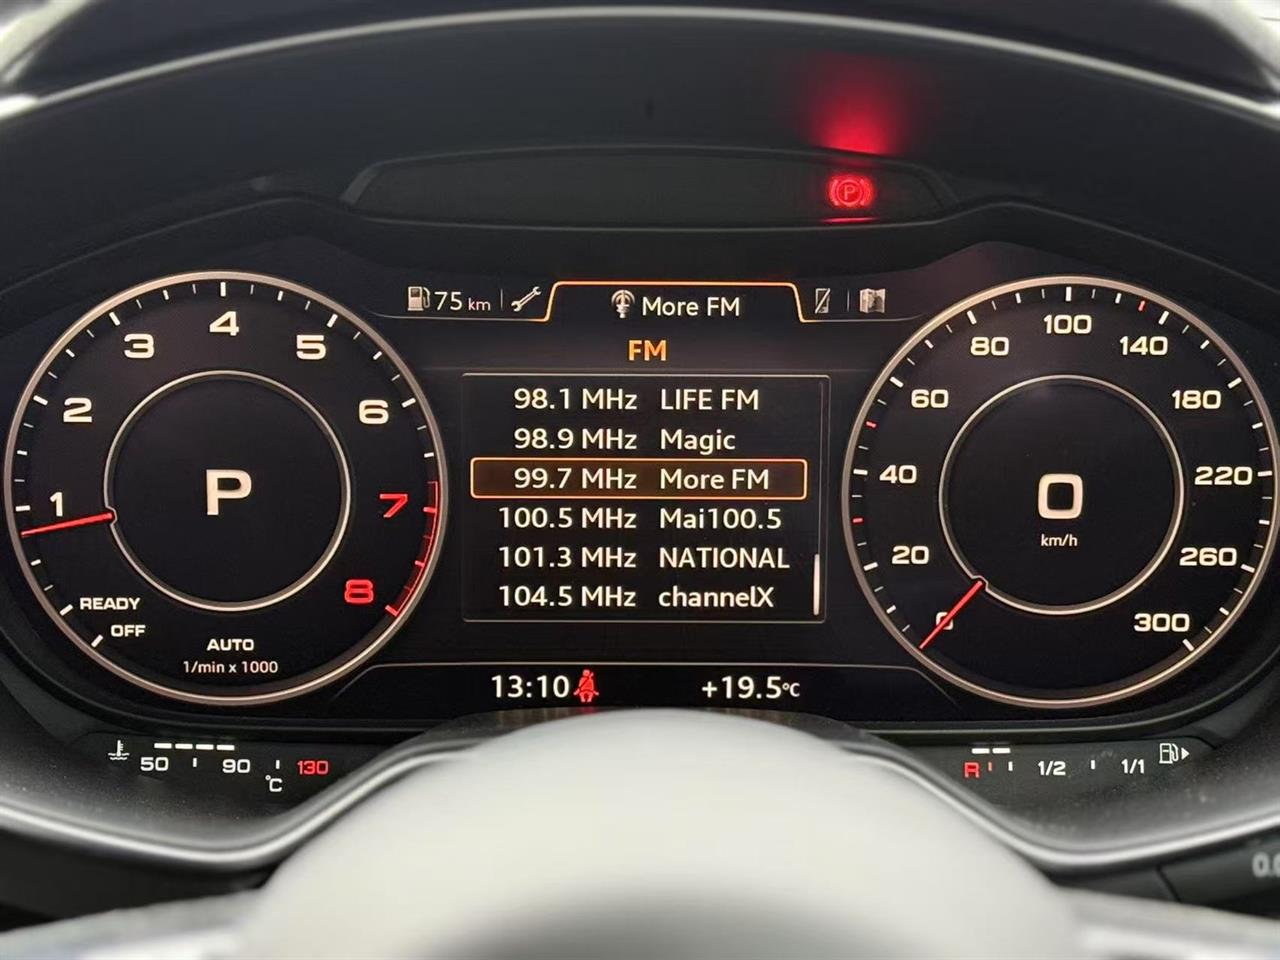 P
75 km
More FM
FM
98.1 MHz LIFE FM
98.9 MHz Magic
99.7 MHz More FM
100.5 MHz Mai100.5
101.3 MHz NATIONAL
104.5 MHz channelX
1 2 3 4 5 6 7 8
P
READY
OFF
AUTO
1/min x 1000
0 20 40 60 80 100 140 180 220 260 300
0
km/h
13:10
+19.5°C
50 90 130
°C
R 1/2 1/1